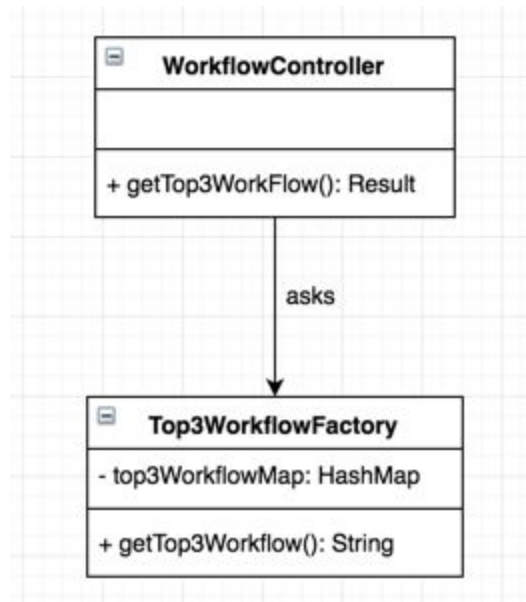 WorkflowController
+ getTop3WorkFlow(): Result
asks
Top3WorkflowFactory
- top3WorkflowMap: HashMap
+ getTop3Workflow(): String